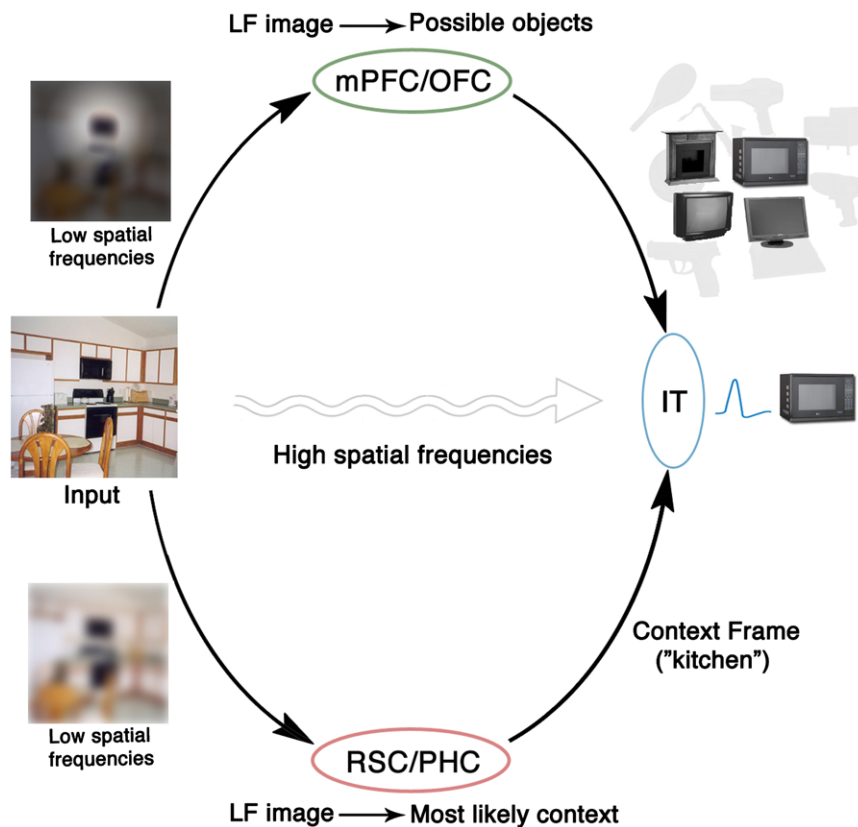 LF image Possible objects
mPFC/OFC
Low spatial
frequencies
Input
High spatial frequencies
IT
Context Frame
("kitchen”)
Low spatial
frequencies
RSC/PHC
LF image Most likely context